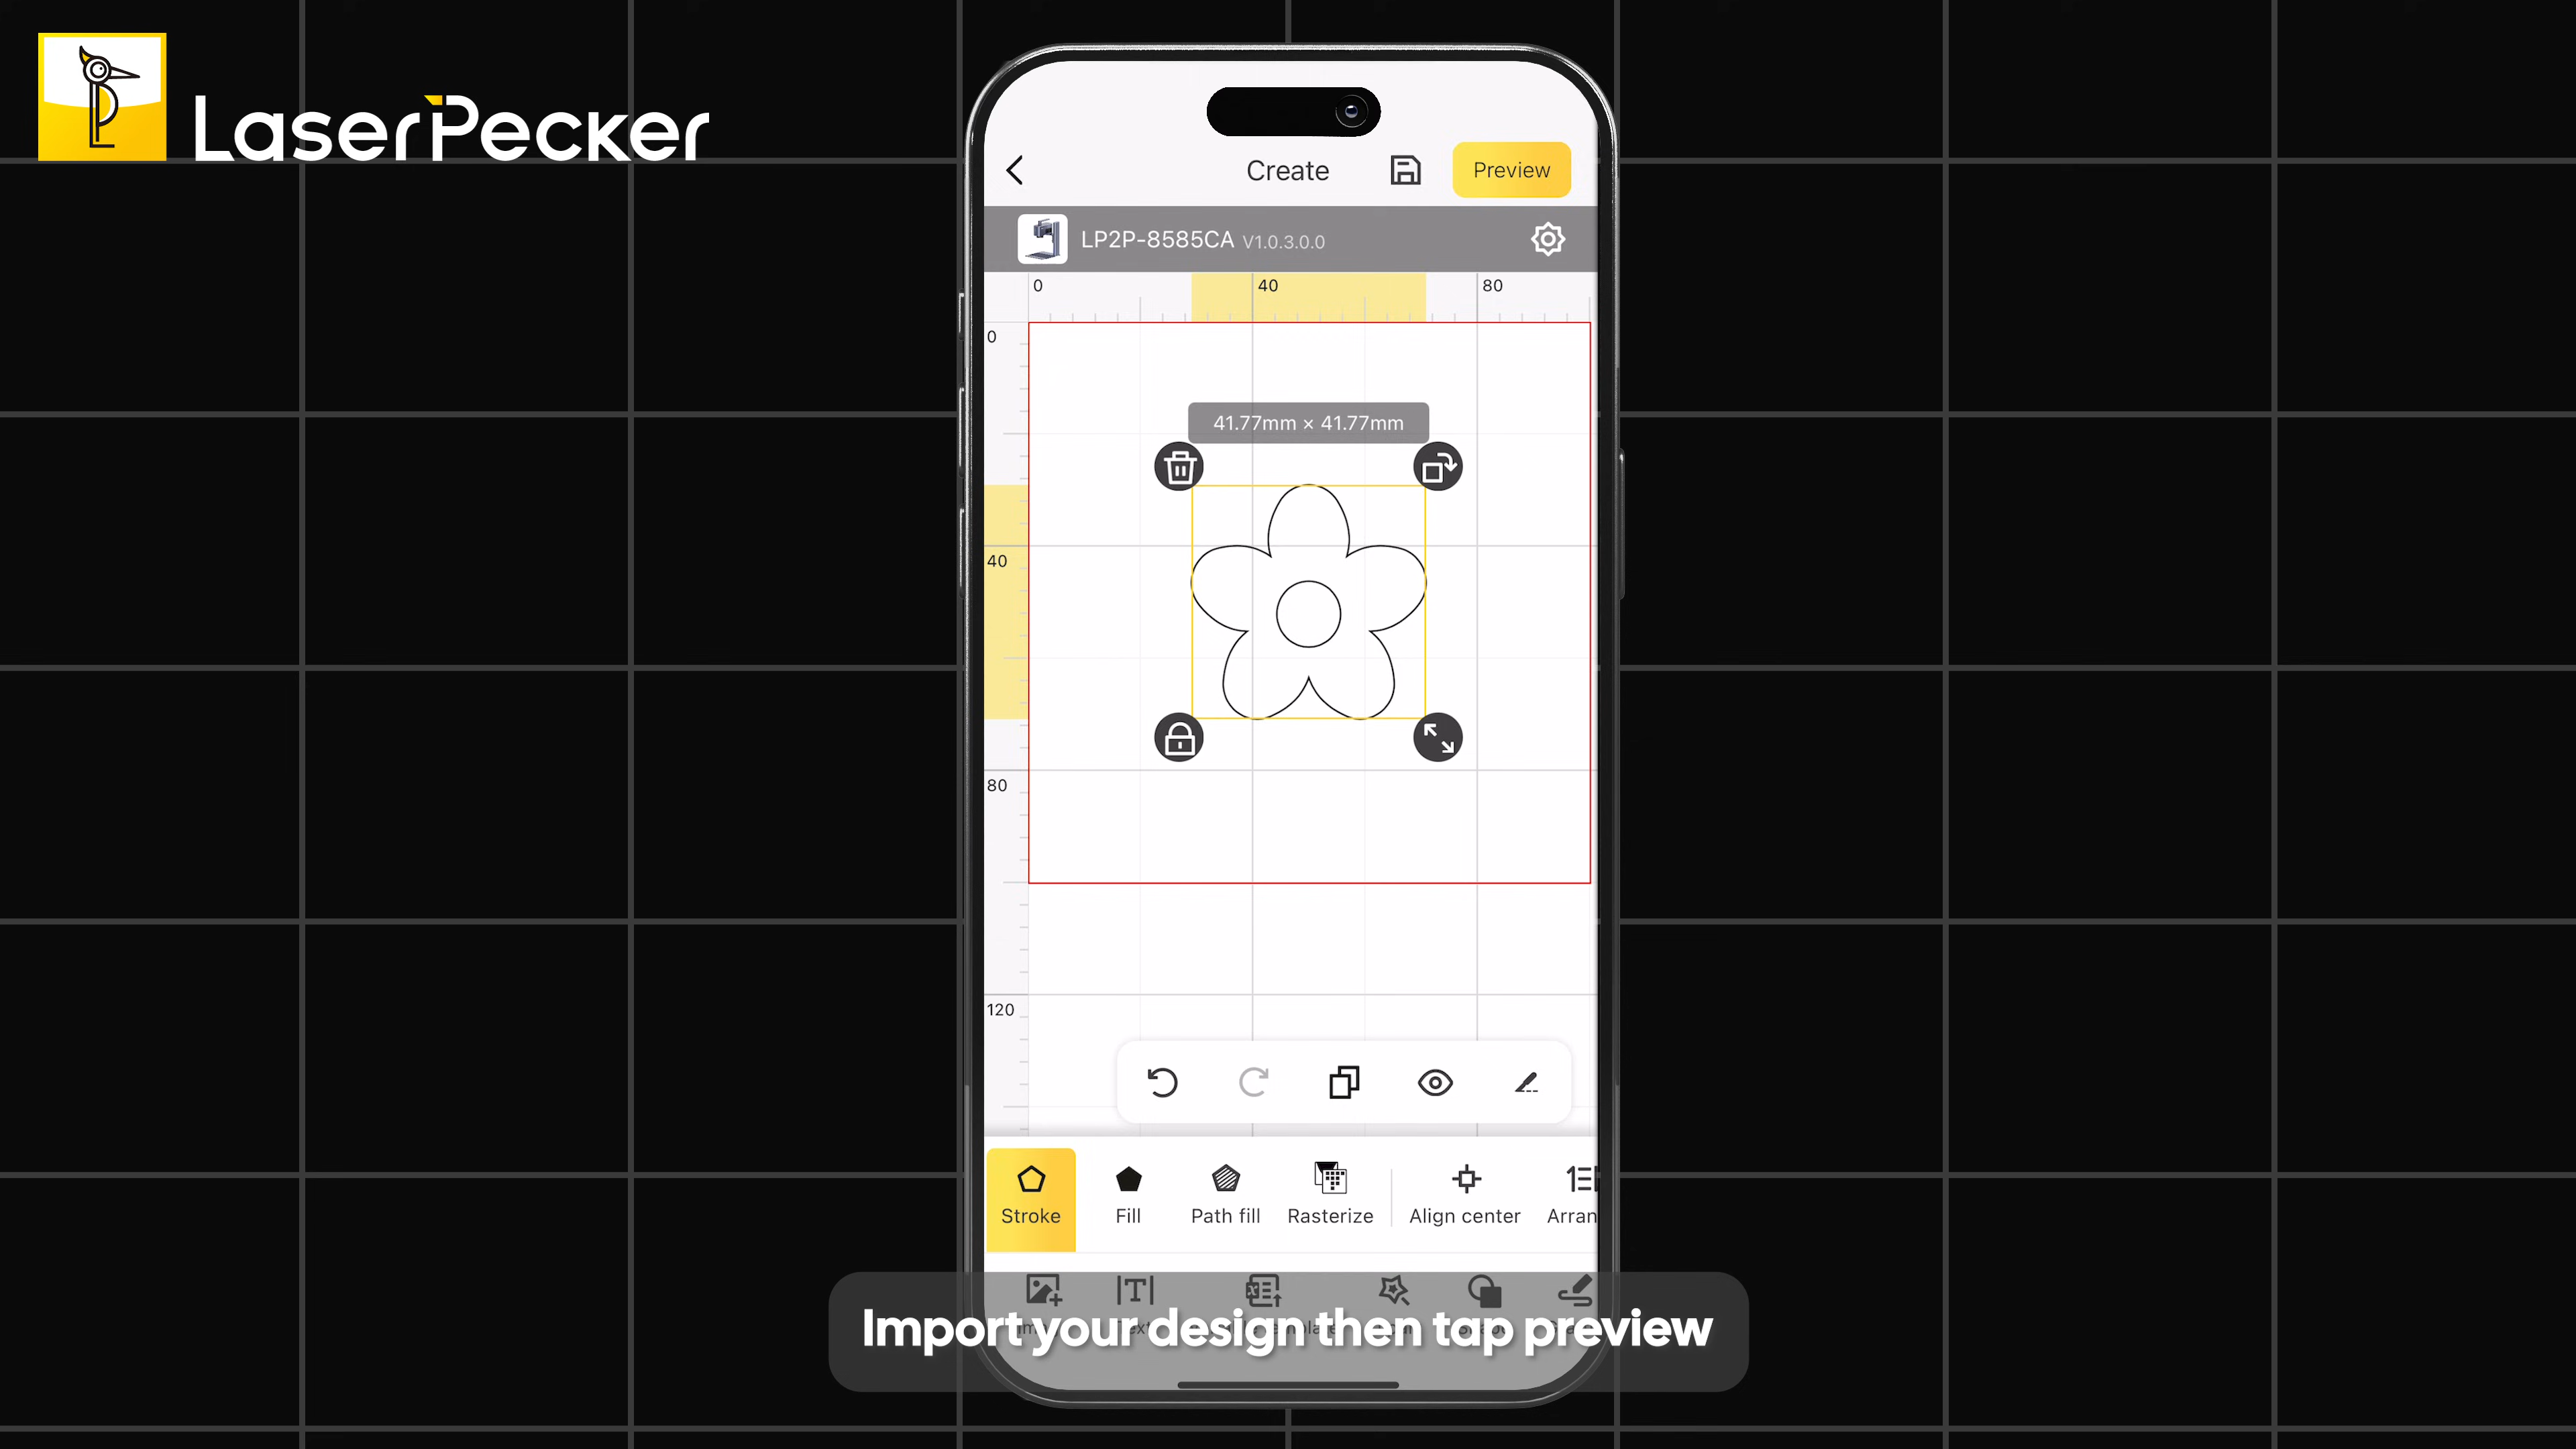 LaserPecker
Create
Preview
LP2P-8585CA V1.0.3.0.0
0 40 80
0
41.77mm × 41.77mm
40
80
120
Stroke Fill Path fill Rasterize Align center Arran
Import your design then tap preview